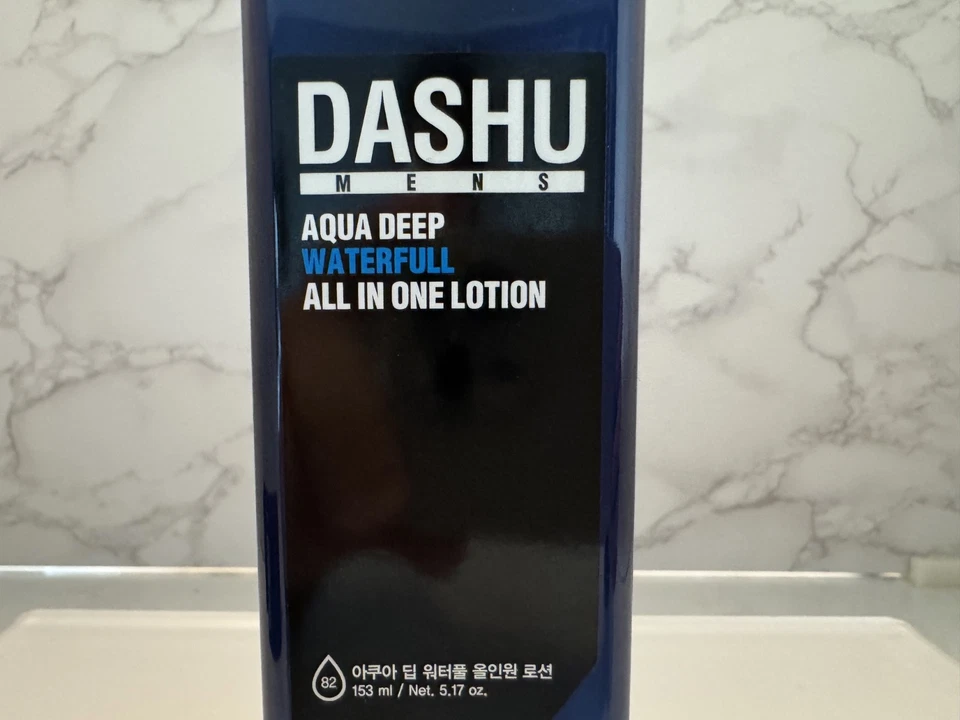 DASHU
MENS
AQUA DEEP
WATERFULL
ALL IN ONE LOTION
82
아쿠아 딥 워터풀 올인원 로션
153 ml / Net. 5.17 oz.